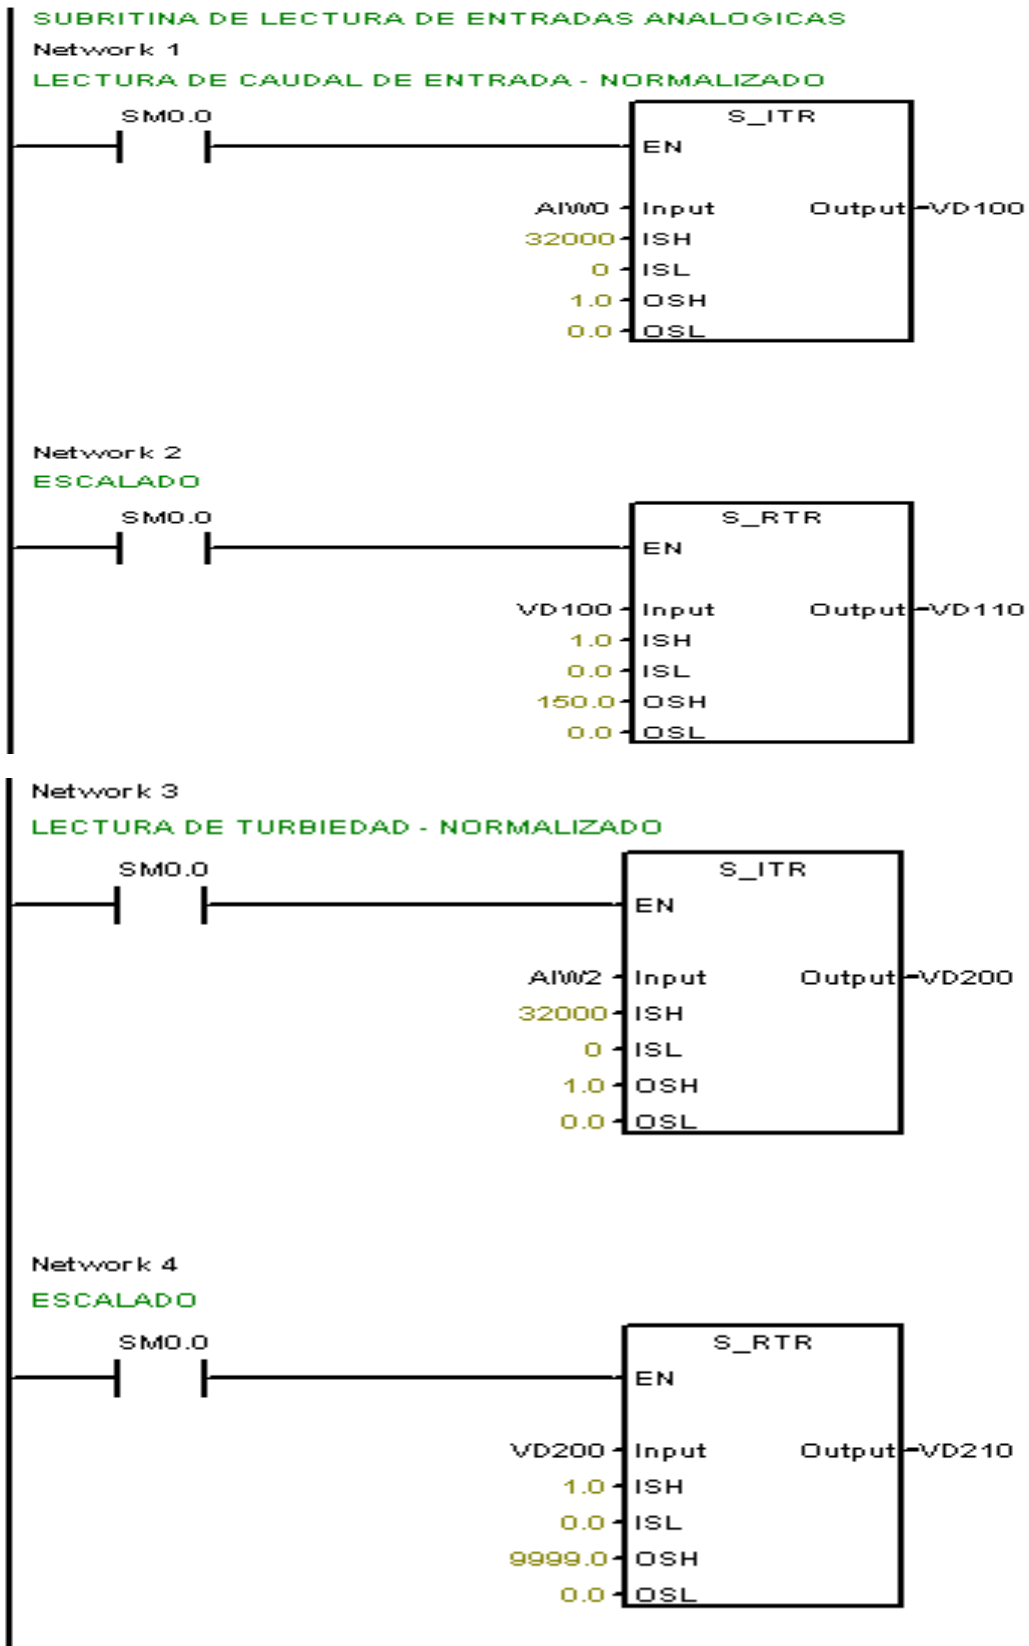 SUBRITINA DE LECTURA DE ENTRADAS ANALOGICAS
Network 1
LECTURA DE CAUDAL DE ENTRADA - NORMALIZADO
SM0.0
S_ITR
EN
AIW0 Input Output VD100
32000 ISH
0 ISL
1.0 OSH
0.0 OSL
Network 2
ESCALADO
SM0.0
S_RTR
EN
VD100 Input Output VD110
1.0 ISH
0.0 ISL
150.0 OSH
0.0 OSL
Network 3
LECTURA DE TURBIEDAD - NORMALIZADO
SM0.0
S_ITR
EN
AIW2 Input Output VD200
32000 ISH
0 ISL
1.0 OSH
0.0 OSL
Network 4
ESCALADO
SM0.0
S_RTR
EN
VD200 Input Output VD210
1.0 ISH
0.0 ISL
9999.0 OSH
0.0 OSL